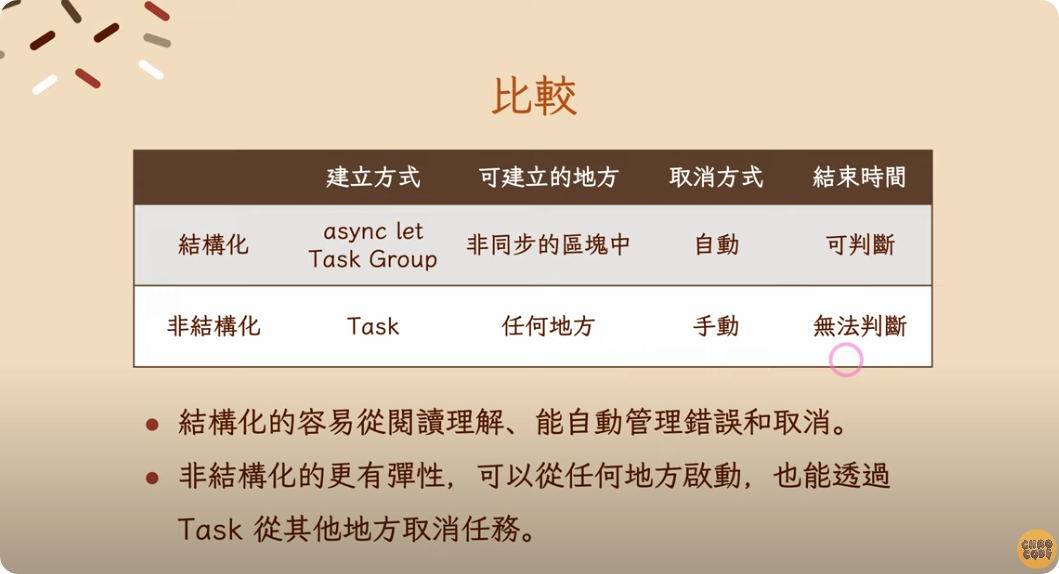 比較
建立方式 可建立的地方 取消方式 結束時間
結構化 async let Task Group 非同步的區塊中 自動 可判斷
非結構化 Task 任何地方 手動 無法判斷
• 結構化的容易從閱讀理解、能自動管理錯誤和取消。
• 非結構化的更有彈性，可以從任何地方啟動，也能透過
Task 從其他地方取消任務。
CHAO
CODE